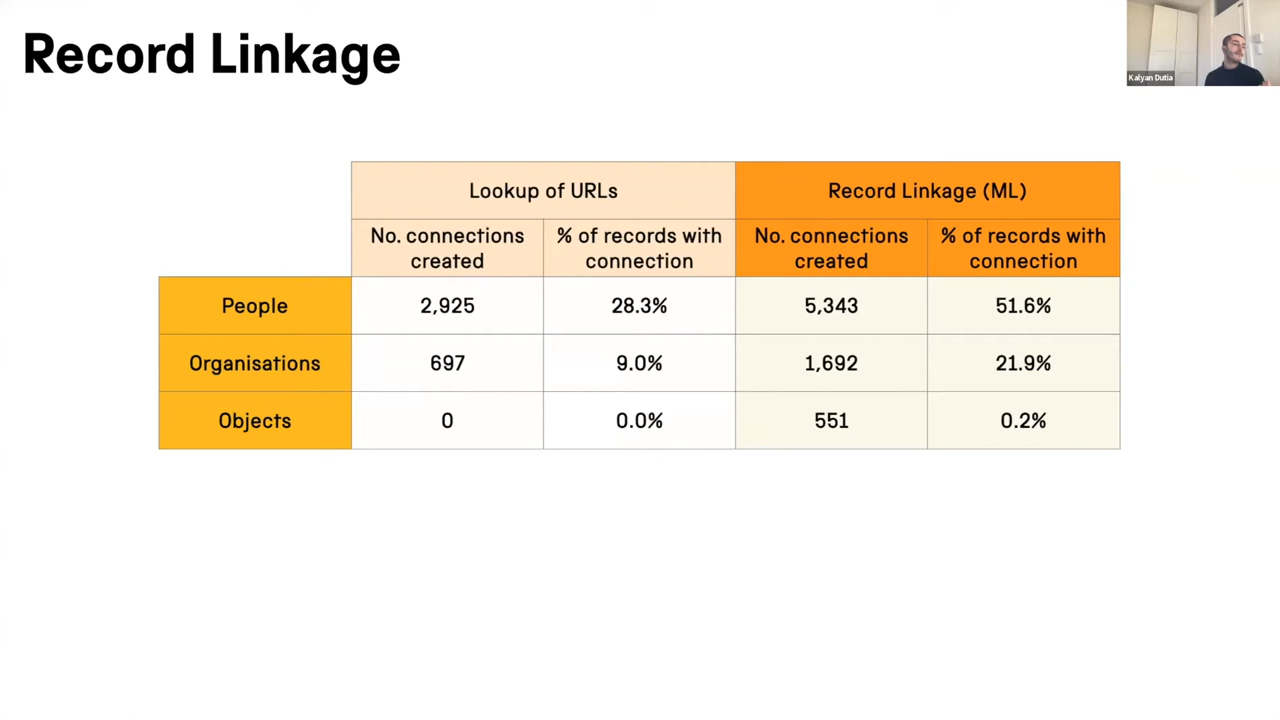 Record Linkage
Kalyan Dutia
Lookup of URLs
Record Linkage (ML)
No. connections created
% of records with connection
No. connections created
% of records with connection
People
2,925
28.3%
5,343
51.6%
Organisations
697
9.0%
1,692
21.9%
Objects
0
0.0%
551
0.2%